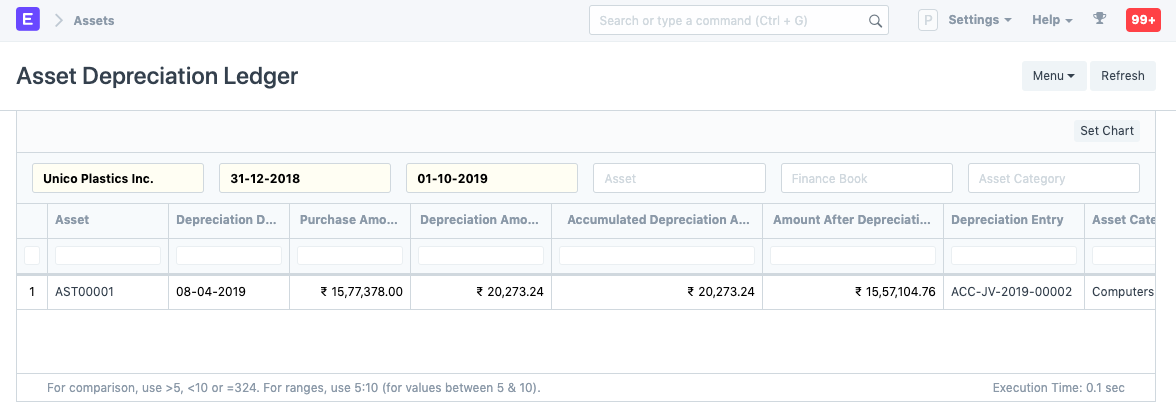 E Assets Search or type a command (Ctrl + G) P Settings Help 99+
Asset Depreciation Ledger Menu Refresh
Set Chart
Unico Plastics Inc. 31-12-2018 01-10-2019 Asset Finance Book Asset Category
Asset Depreciation D... Purchase Amo... Depreciation Amo... Accumulated Depreciation A... Amount After Depreciati... Depreciation Entry Asset Cate
1 AST00001 08-04-2019 ₹ 15,77,378.00 ₹ 20,273.24 ₹ 20,273.24 ₹ 15,57,104.76 ACC-JV-2019-00002 Computers
For comparison, use >5, <10 or =324. For ranges, use 5:10 (for values between 5 & 10). Execution Time: 0.1 sec